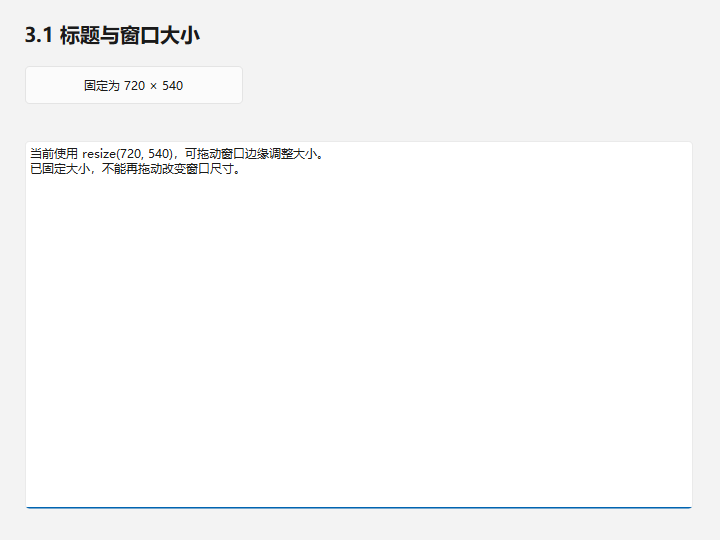 3.1 标题与窗口大小
固定为 720 × 540
当前使用 resize(720, 540)，可拖动窗口边缘调整大小。
已固定大小，不能再拖动改变窗口尺寸。